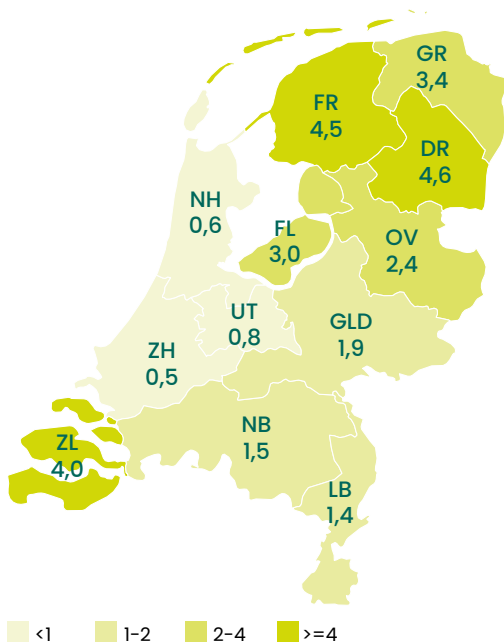 GR
3,4
FR
4,5
DR
4,6
NH
0,6
FL
3,0
OV
2,4
UT
0,8
GLD
1,9
ZH
0,5
NB
1,5
ZL
4,0
LB
1,4
<1
1-2
2-4
>=4